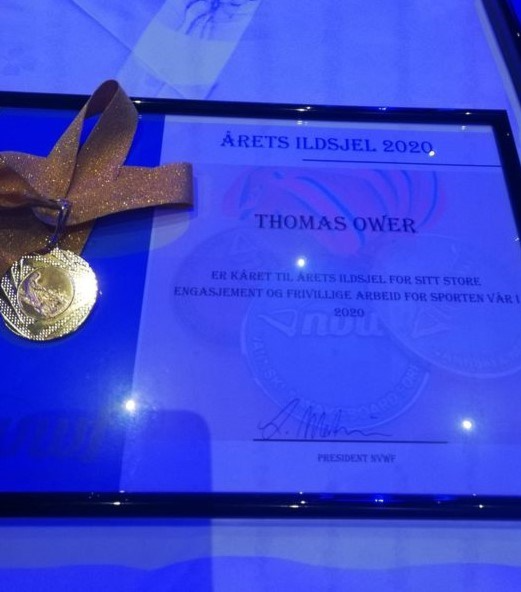 ÅRETS ILDSJEL 2020
THOMAS OWER
ER KÅRET TIL ÅRETS ILDSJEL FOR SITT STORE
ENGASJEMENT OG FRIVILLIGE ARBEID FOR SPORTEN VÅR I
2020
PRESIDENT NVWF